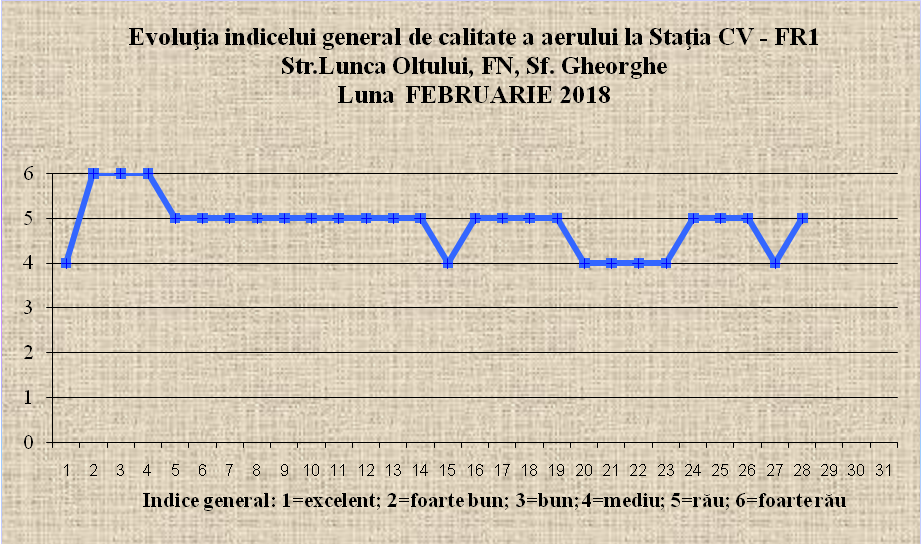 Evoluţia indicelui general de calitate a aerului la Staţia CV - FR1
Str.Lunca Oltului, FN, Sf. Gheorghe
Luna FEBRUARIE 2018
6
5
4
3
2
1
0
1 2 3 4 5 6 7 8 9 10 11 12 13 14 15 16 17 18 19 20 21 22 23 24 25 26 27 28 29 30 31
Indice general: 1=excelent; 2=foarte bun; 3=bun; 4=mediu; 5=rău; 6=foarte rău